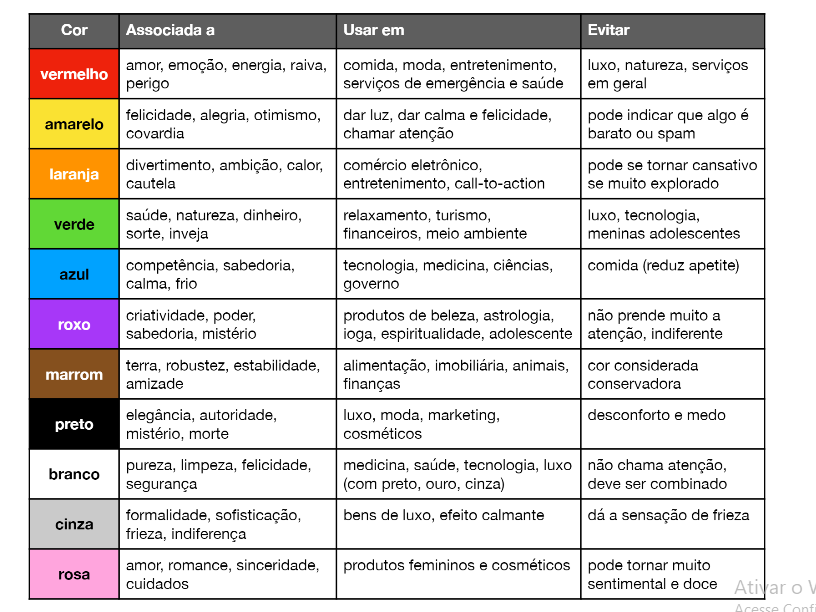 Cor Associada a Usar em Evitar
vermelho
amor, emoção, energia, raiva,
perigo
comida, moda, entretenimento,
serviços de emergência e saúde
luxo, natureza, serviços
em geral
amarelo
felicidade, alegria, otimismo,
covardia
dar luz, dar calma e felicidade,
chamar atenção
pode indicar que algo é
barato ou spam
laranja
divertimento, ambição, calor,
cautela
comércio eletrônico,
entretenimento, call-to-action
pode se tornar cansativo
se muito explorado
verde
saúde, natureza, dinheiro,
sorte, inveja
relaxamento, turismo,
financeiros, meio ambiente
luxo, tecnologia,
meninas adolescentes
azul
competência, sabedoria,
calma, frio
tecnologia, medicina, ciências,
governo
comida (reduz apetite)
roxo
criatividade, poder,
sabedoria, mistério
produtos de beleza, astrologia,
ioga, espiritualidade, adolescente
não prende muito a
atenção, indiferente
marrom
terra, robustez, estabilidade,
amizade
alimentação, imobiliária, animais,
finanças
cor considerada
conservadora
preto
elegância, autoridade,
mistério, morte
luxo, moda, marketing,
cosméticos
desconforto e medo
branco
pureza, limpeza, felicidade,
segurança
medicina, saúde, tecnologia, luxo
(com preto, ouro, cinza)
não chama atenção,
deve ser combinado
cinza
formalidade, sofisticação,
frieza, indiferença
bens de luxo, efeito calmante
dá a sensação de frieza
rosa
amor, romance, sinceridade,
cuidados
produtos femininos e cosméticos
pode tornar muito
sentimental e doce
Ativar o
Acesse